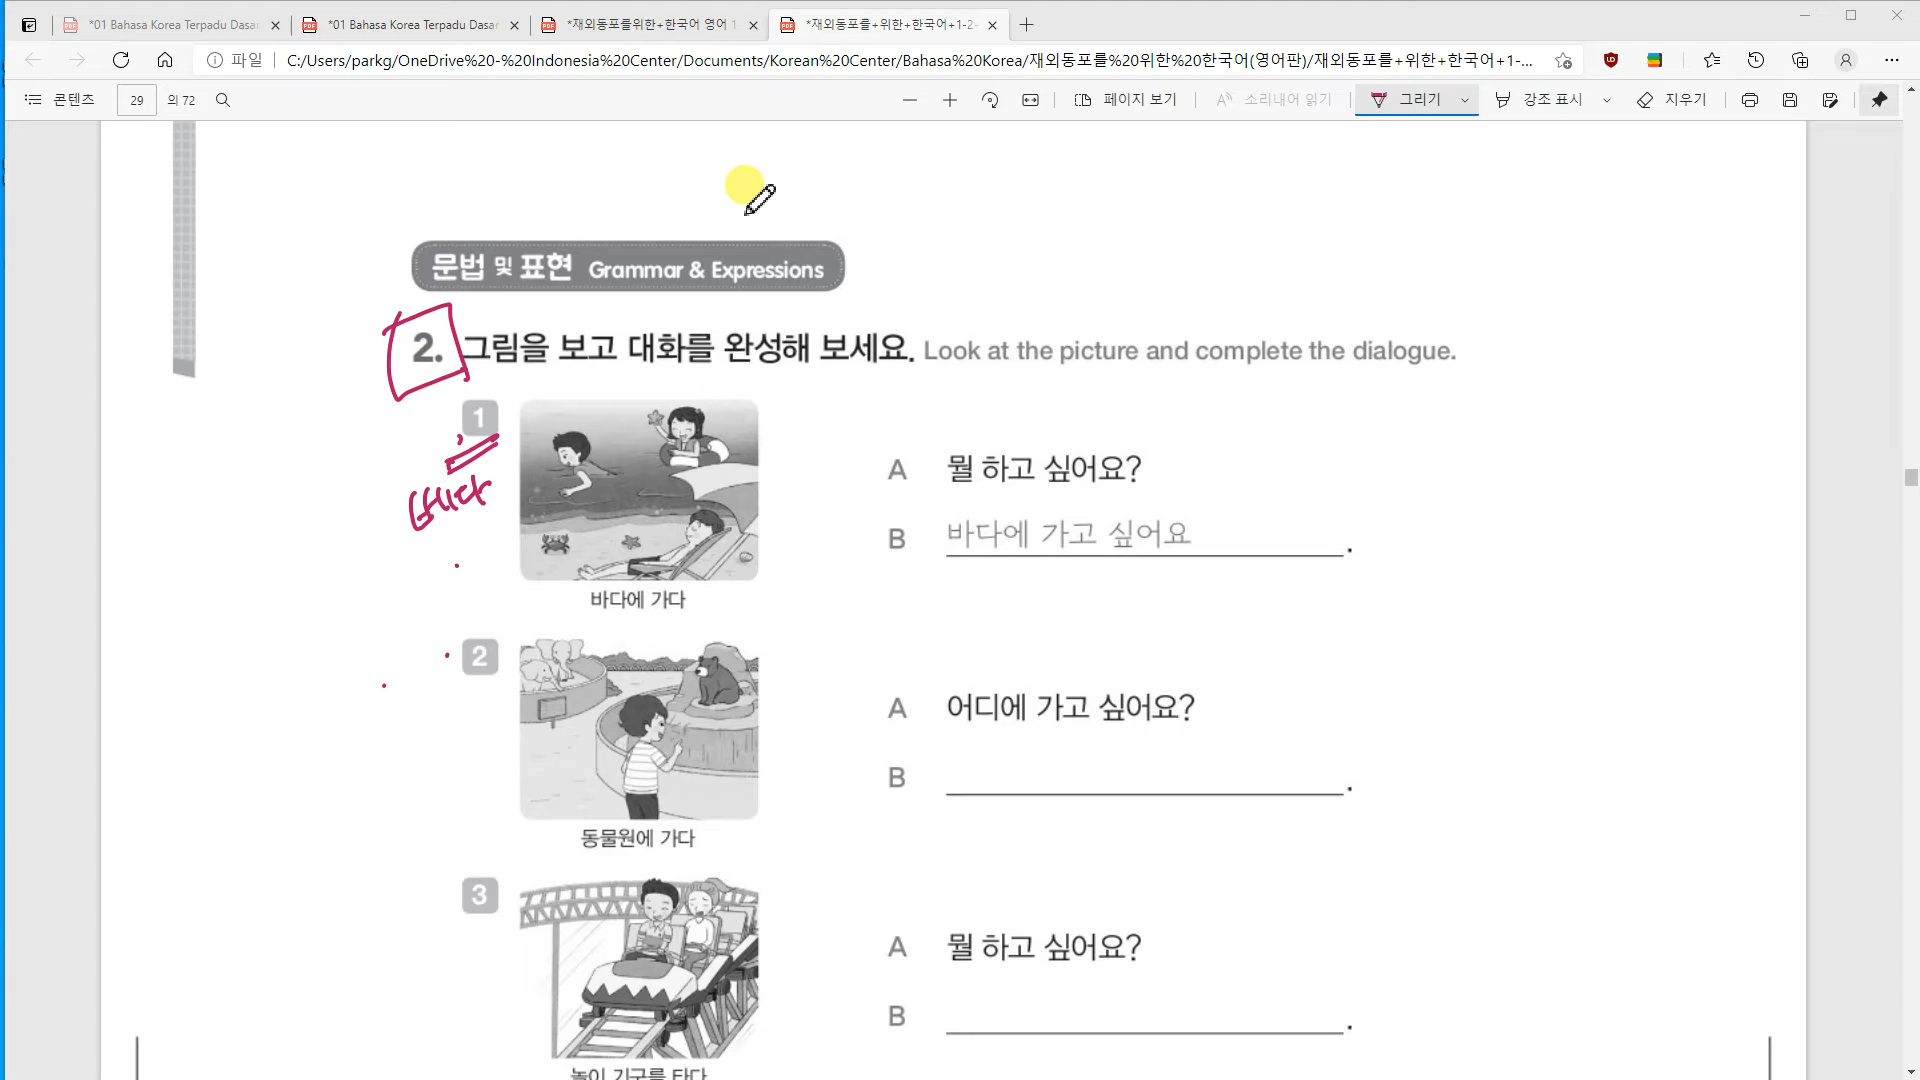 *01 Bahasa Korea Terpadu Dasar
*01 Bahasa Korea Terpadu Dasar
*재외동포를위한+한국어 영어 1
*재외동포를+위한+한국어+1-2-
파일
C:/Users/parkg/OneDrive%20-%20Indonesia%20Center/Documents/Korean%20Center/Bahasa%20Korea/재외동포를%20위한%20한국어(영어판)/재외동포를+위한+한국어+1-...
콘텐츠
29
의 72
페이지 보기
소리내어 읽기
그리기
강조 표시
지우기
문법 및 표현 Grammar & Expressions
2. 그림을 보고 대화를 완성해 보세요. Look at the picture and complete the dialogue.
1
A 뭘 하고 싶어요?
B 바다에 가고 싶어요.
바다에 가다
2
A 어디에 가고 싶어요?
B .
동물원에 가다
3
A 뭘 하고 싶어요?
B .
놀이 기구를 타다